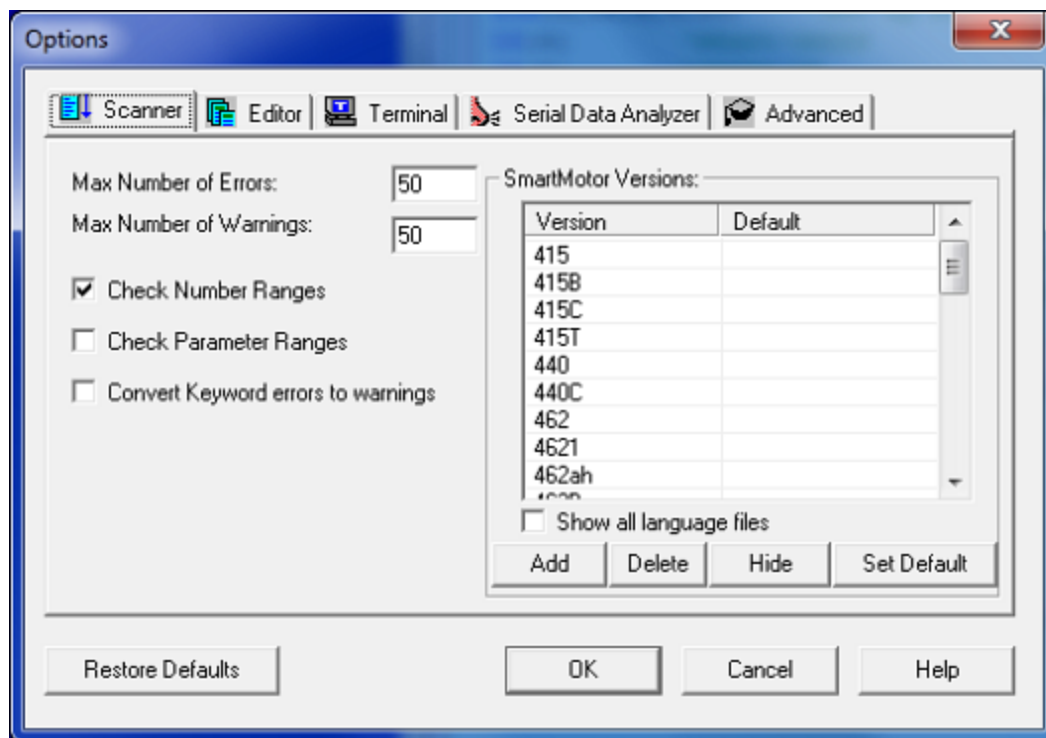 Options
Scanner Editor Terminal Serial Data Analyzer Advanced
Max Number of Errors: 50
Max Number of Warnings: 50
Check Number Ranges
Check Parameter Ranges
Convert Keyword errors to warnings
SmartMotor Versions:
Version Default
415
415B
415C
415T
440
440C
462
4621
462ah
Show all language files
Add Delete Hide Set Default
Restore Defaults OK Cancel Help